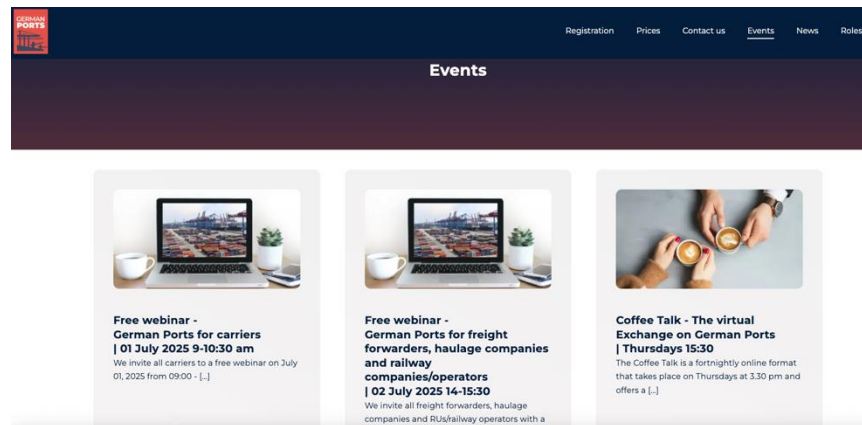 GERMAN
PORTS
Registration Prices Contact us Events News Roles
Events
Free webinar -
German Ports for carriers
| 01 July 2025 9-10:30 am
We invite all carriers to a free webinar on July
01, 2025 from 09:00 - [...]
Free webinar -
German Ports for freight
forwarders, haulage companies
and railway
companies/operators
| 02 July 2025 14-15:30
We invite all freight forwarders, haulage
companies and RUs/railway operators with a
Coffee Talk - The virtual
Exchange on German Ports
| Thursdays 15:30
The Coffee Talk is a fortnightly online format
that takes place on Thursdays at 3.30 pm and
offers a [...]